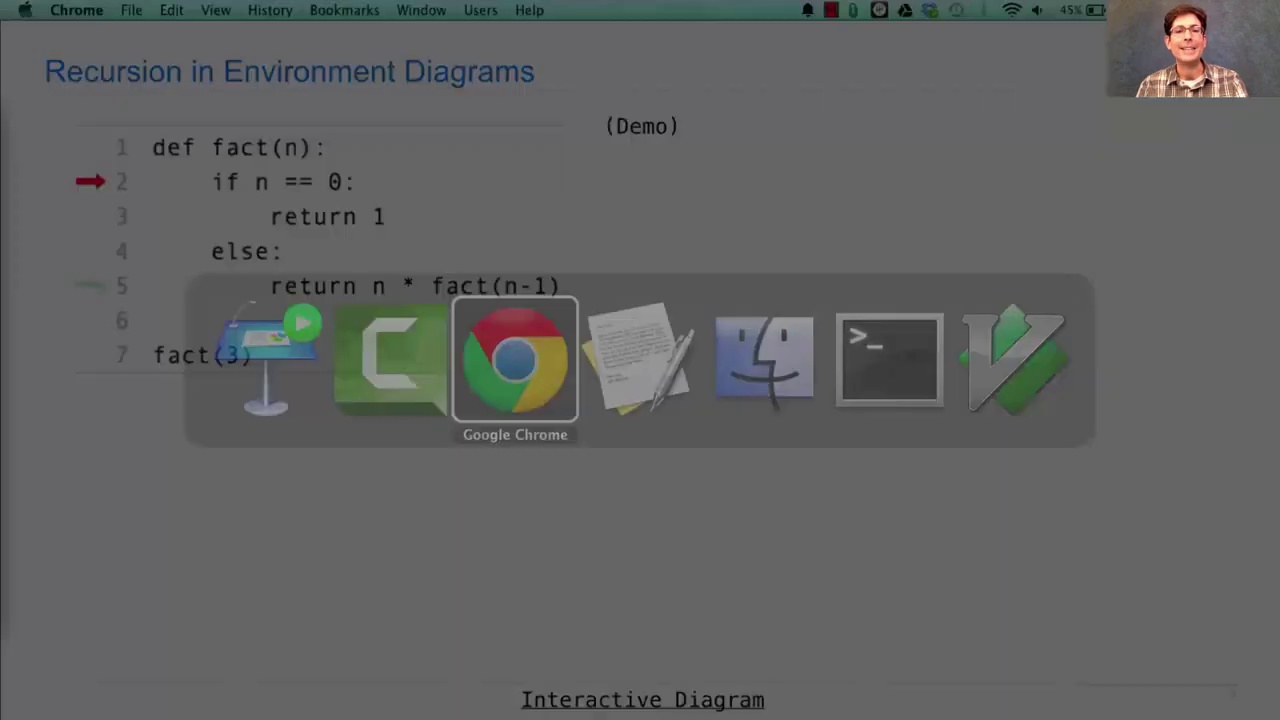 Chrome File Edit View History Bookmarks Window Users Help 45%
Recursion in Environment Diagrams
(Demo)
1 def fact(n):
2 if n == 0:
3 return 1
4 else:
5 return n * fact(n-1)
6
7 fact(3)
>_
Google Chrome
Interactive Diagram